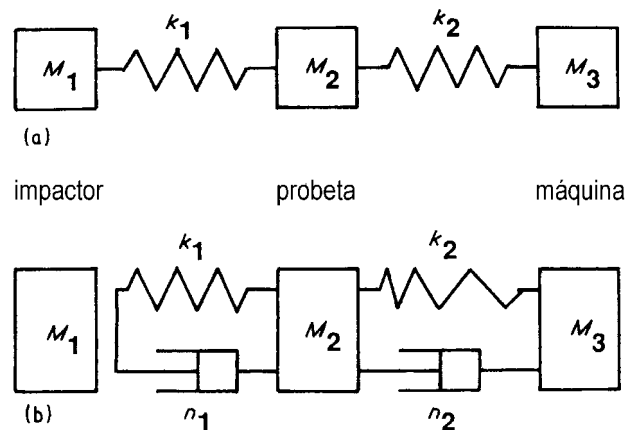 k1 k2
M1 M2 M3
(a)
impactor probeta máquina
k1 k2
M1 M2 M3
(b) n1 n2